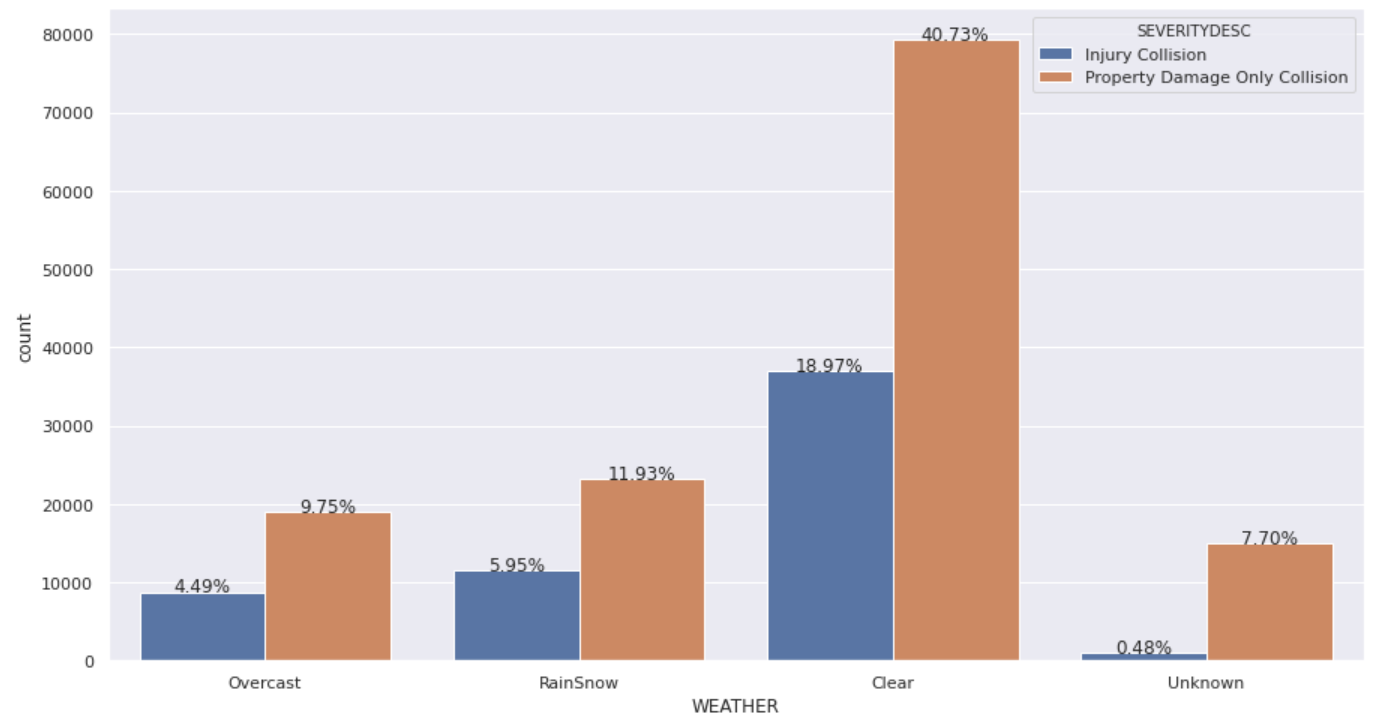 80000
70000
60000
50000
40000
30000
20000
10000
0
count
40.73%
18.97%
11.93%
9.75%
7.70%
5.95%
4.49%
0.48%
SEVERITYDESC
Injury Collision
Property Damage Only Collision
Overcast
RainSnow
Clear
Unknown
WEATHER